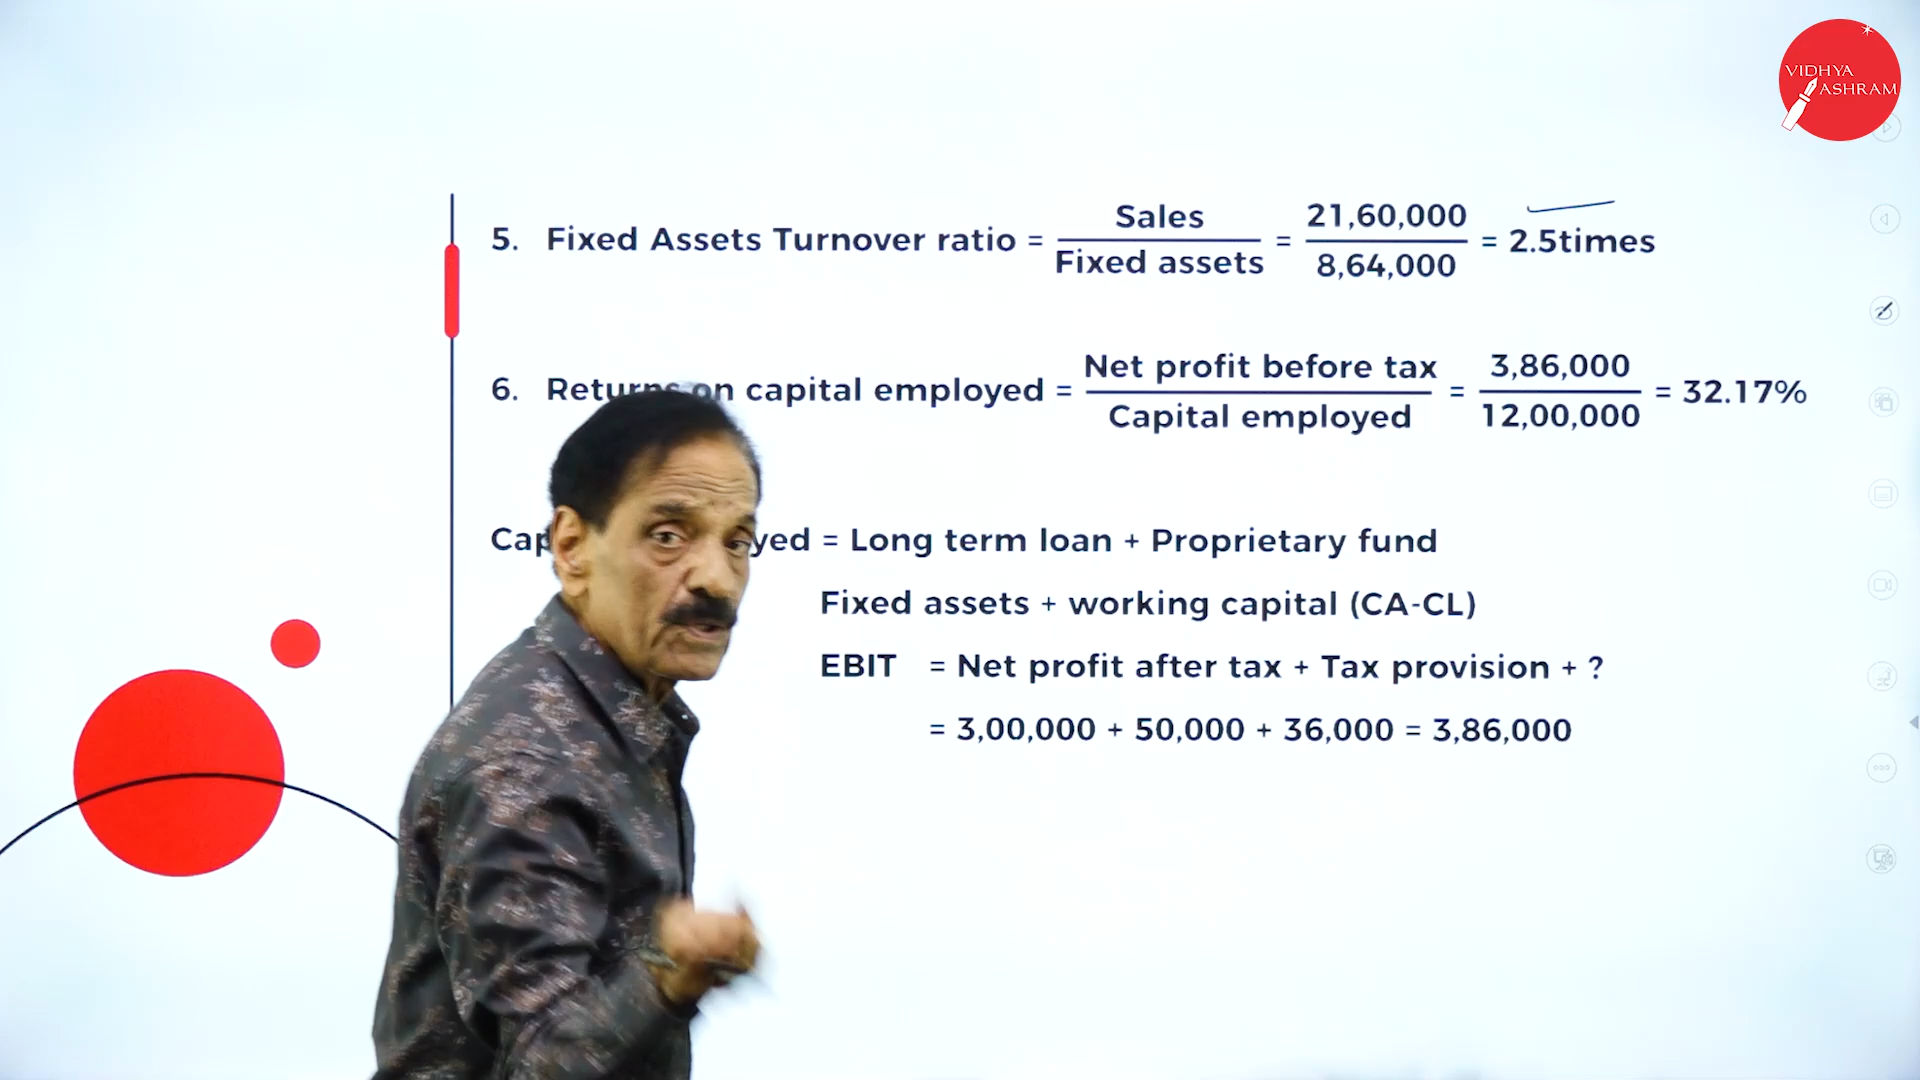 VIDHYA
ASHRAM
5. Fixed Assets Turnover ratio = Sales / Fixed assets = 21,60,000 / 8,64,000 = 2.5times
6. Returns on capital employed = Net profit before tax / Capital employed = 3,86,000 / 12,00,000 = 32.17%
= Long term loan + Proprietary fund
Fixed assets + working capital (CA-CL)
EBIT = Net profit after tax + Tax provision + ?
= 3,00,000 + 50,000 + 36,000 = 3,86,000